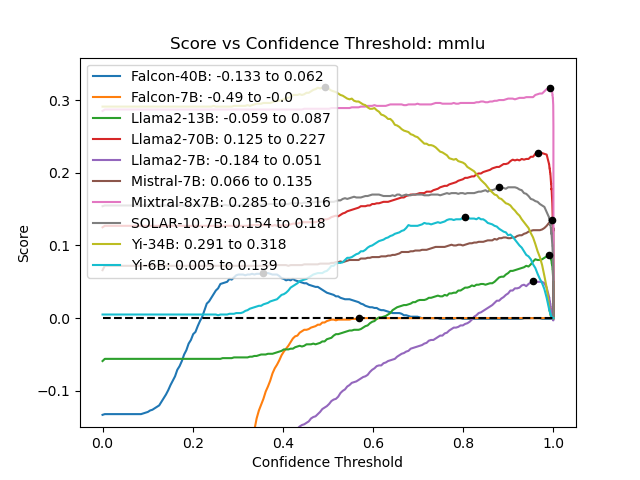 Score vs Confidence Threshold: mmlu
Falcon-40B: -0.133 to 0.062
Falcon-7B: -0.49 to -0.0
Llama2-13B: -0.059 to 0.087
Llama2-70B: 0.125 to 0.227
Llama2-7B: -0.184 to 0.051
Mistral-7B: 0.066 to 0.135
Mixtral-8x7B: 0.285 to 0.316
SOLAR-10.7B: 0.154 to 0.18
Yi-34B: 0.291 to 0.318
Yi-6B: 0.005 to 0.139
0.3
0.2
0.1
0.0
−0.1
Score
0.0 0.2 0.4 0.6 0.8 1.0
Confidence Threshold